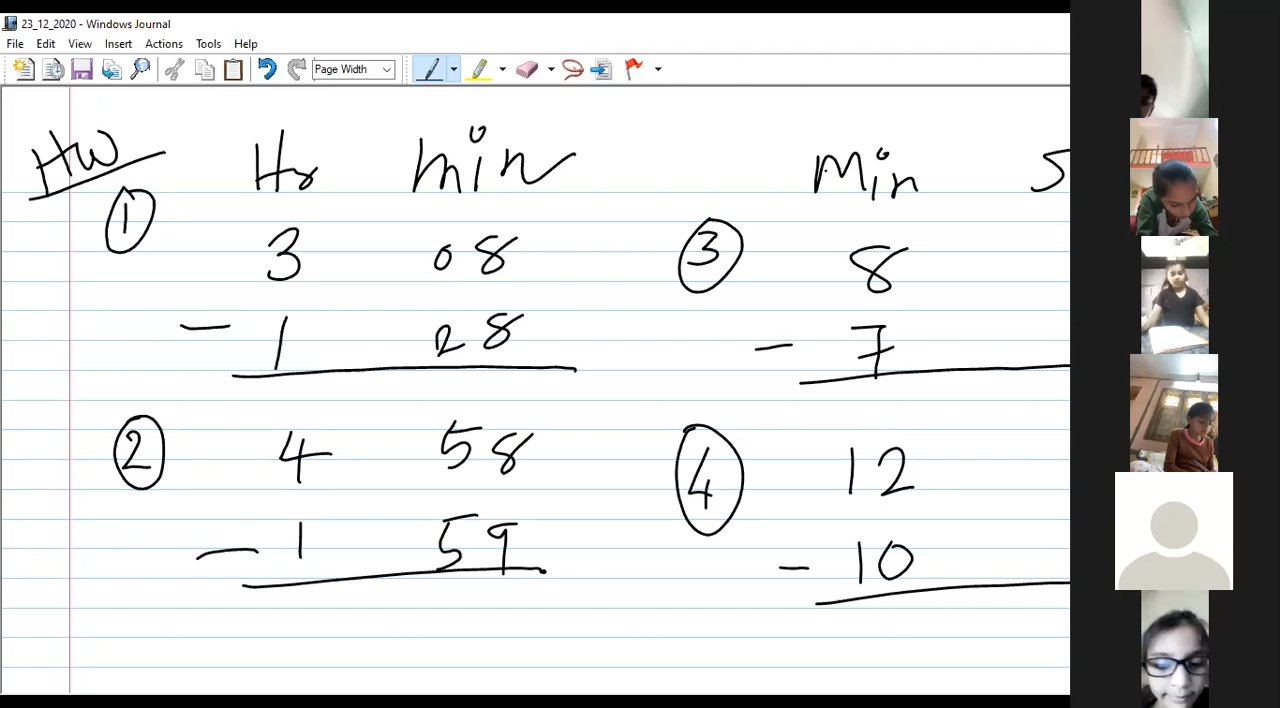 23_12_2020 - Windows Journal
File Edit View Insert Actions Tools Help
Page Width
HW
Hr min
① 3 08
- 1 28
② 4 58
- 1 59
Min S
③ 8
- 7
④ 12
- 10